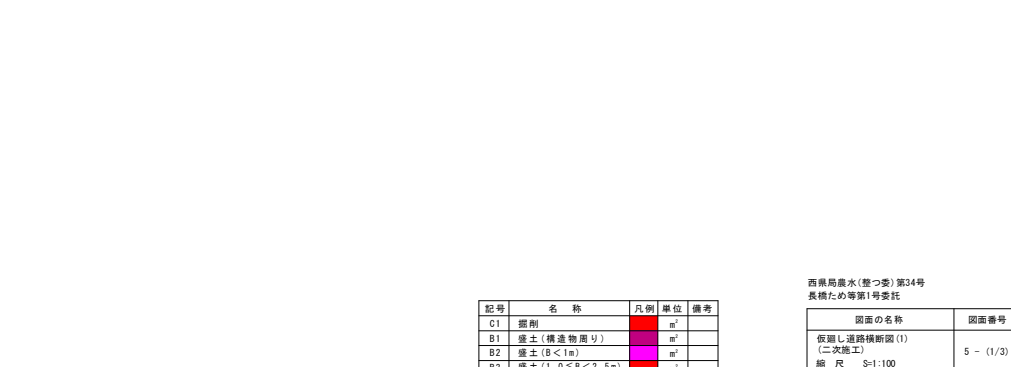 西県局農水(整つ委)第34号
長橋ため等第1号委託
記号 名 称 凡例 単位 備考
C1 掘削 m²
B1 盛土(構造物周り) m²
B2 盛土(B<1m) m²
図面の名称 図面番号
仮廻し道路横断図(1)
(二次施工)
縮 尺 S=1:100
5 - (1/3)